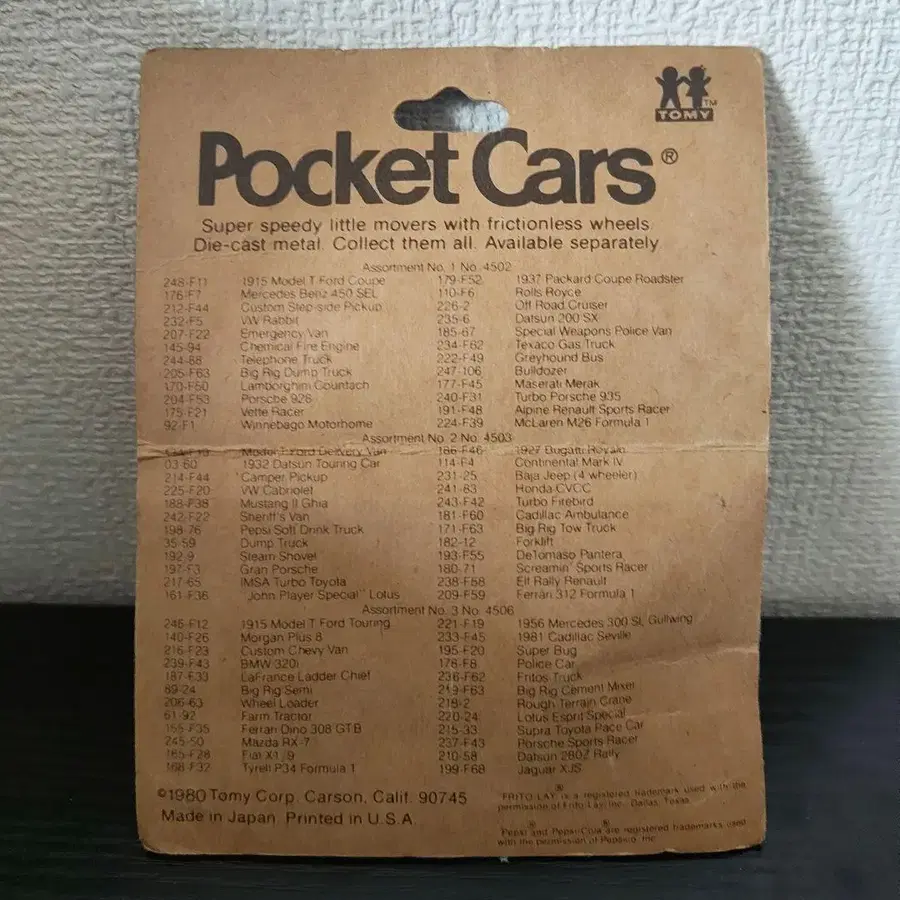 TOMY TM
Pocket Cars®
Super speedy little movers with frictionless wheels.
Die-cast metal. Collect them all. Available separately
Assortment No. 1 No. 4502
248-F11 1915 Model T Ford Coupe
176-F7 Mercedes Benz 450 SEL
212-F44 Custom Step-side Pickup
232-F5 VW Rabbit
207-F22 Emergency Van
145-94 Chemical Fire Engine
244-88 Telephone Truck
205-F63 Big Rig Dump Truck
170-F50 Lamborghini Countach
204-F53 Porsche 928
175-F21 Vette Racer
92-F1 Winnebago Motorhome
179-F52 1937 Packard Coupe Roadster
110-F6 Rolls Royce
226-2 Off Road Cruiser
235-6 Datsun 200 SX
185-67 Special Weapons Police Van
234-F62 Texaco Gas Truck
222-F49 Greyhound Bus
247-106 Bulldozer
177-F45 Maserati Merak
240-F31 Turbo Porsche 935
191-F48 Alpine Renault Sports Racer
224-F39 McLaren M26 Formula 1
Assortment No. 2 No. 4503
Model T Ford Delivery Van
03-60 1932 Datsun Touring Car
214-F44 Camper Pickup
225-F20 VW Cabriolet
188-F38 Mustang II Ghia
242-F22 Sheriff's Van
198-76 Pepsi Soft Drink Truck
35-59 Dump Truck
192-9 Steam Shovel
197-F3 Gran Porsche
217-65 IMSA Turbo Toyota
161-F36 "John Player Special" Lotus
186-F46 1927 Bugatti Royale
114-F4 Continental Mark IV
231-25 Baja Jeep (4 wheeler)
241-83 Honda CVCC
243-F42 Turbo Firebird
181-F60 Cadillac Ambulance
171-F63 Big Rig Tow Truck
182-12 Forklift
193-F55 DeTomaso Pantera
180-71 Screamin' Sports Racer
238-F58 Elf Rally Renault
209-F59 Ferrari 312 Formula 1
Assortment No. 3 No. 4506
246-F12 1915 Model T Ford Touring
140-F26 Morgan Plus 8
216-F23 Custom Chevy Van
239-F43 BMW 320i
187-F33 LaFrance Ladder Chief
89-24 Big Rig Semi
206-63 Wheel Loader
61-92 Farm Tractor
F35 Ferrari Dino 308 GTB
245-50 Mazda RX-7
165-F28 Fiat X1/9
168-F32 Tyrell P34 Formula 1
221-F19 1956 Mercedes 300 SL Gullwing
233-F45 1981 Cadillac Seville
195-F20 Super Bug
178-F8 Police Car
236-F62 Fritos Truck
219-F63 Big Rig Cement Mixer
218-2 Rough Terrain Crane
220-24 Lotus Esprit Special
215-33 Supra Toyota Race Car
237-F43 Porsche Sports Racer
210-58 Datsun 280Z Rally
199-F68 Jaguar XJS
©1980 Tomy Corp. Carson, Calif. 90745
Made in Japan. Printed in U.S.A.
FRITO LAY® is a registered trademark used with the
permission of Frito-Lay, Inc., Dallas, Texas.
Pepsi® and Pepsi-Cola® are registered trademarks used
with the permission of Pepsico, Inc.